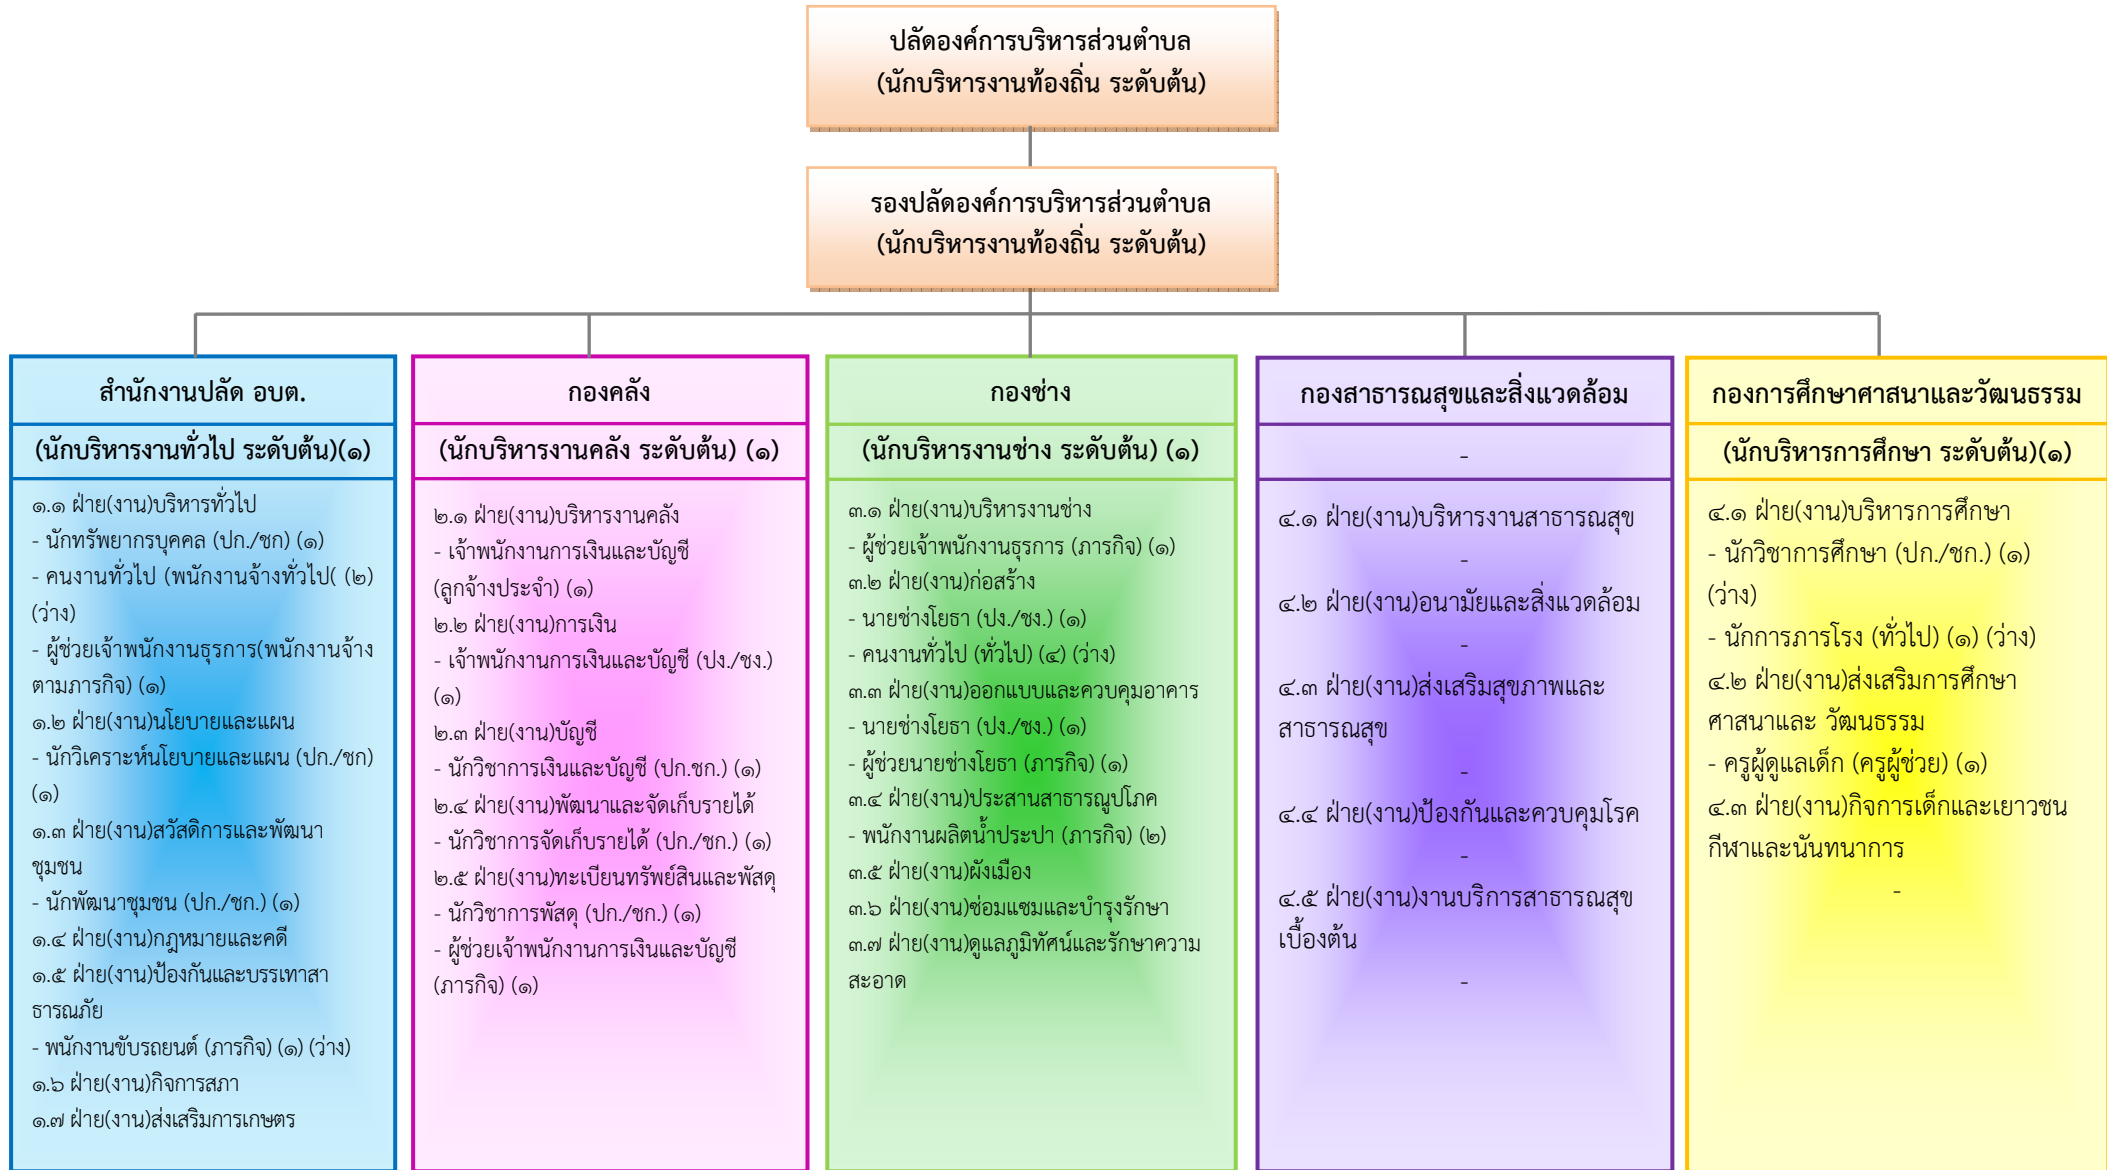 ปลัดองค์การบริหารส่วนตำบล
(นักบริหารงานท้องถิ่น ระดับต้น)
รองปลัดองค์การบริหารส่วนตำบล
(นักบริหารงานท้องถิ่น ระดับต้น)
สำนักงานปลัด อบต.
(นักบริหารงานทั่วไป ระดับต้น)(๑)
๑.๑ ฝ่าย(งาน)บริหารทั่วไป
- นักทรัพยากรบุคคล (ปก./ชก) (๑)
- คนงานทั่วไป (พนักงานจ้างทั่วไป( (๒)
(ว่าง)
- ผู้ช่วยเจ้าพนักงานธุรการ(พนักงานจ้าง
ตามภารกิจ) (๑)
๑.๒ ฝ่าย(งาน)นโยบายและแผน
- นักวิเคราะห์นโยบายและแผน (ปก./ชก)
(๑)
๑.๓ ฝ่าย(งาน)สวัสดิการและพัฒนา
ชุมชน
- นักพัฒนาชุมชน (ปก./ชก.) (๑)
๑.๔ ฝ่าย(งาน)กฎหมายและคดี
๑.๕ ฝ่าย(งาน)ป้องกันและบรรเทาสา
ธารณภัย
- พนักงานขับรถยนต์ (ภารกิจ) (๑) (ว่าง)
๑.๖ ฝ่าย(งาน)กิจการสภา
๑.๗ ฝ่าย(งาน)ส่งเสริมการเกษตร
กองคลัง
(นักบริหารงานคลัง ระดับต้น) (๑)
๒.๑ ฝ่าย(งาน)บริหารงานคลัง
- เจ้าพนักงานการเงินและบัญชี
(ลูกจ้างประจำ) (๑)
๒.๒ ฝ่าย(งาน)การเงิน
- เจ้าพนักงานการเงินและบัญชี (ปง./ชง.)
(๑)
๒.๓ ฝ่าย(งาน)บัญชี
- นักวิชาการเงินและบัญชี (ปก.ชก.) (๑)
๒.๔ ฝ่าย(งาน)พัฒนาและจัดเก็บรายได้
- นักวิชาการจัดเก็บรายได้ (ปก./ชก.) (๑)
๒.๕ ฝ่าย(งาน)ทะเบียนทรัพย์สินและพัสดุ
- นักวิชาการพัสดุ (ปก./ชก.) (๑)
- ผู้ช่วยเจ้าพนักงานการเงินและบัญชี
(ภารกิจ) (๑)
กองช่าง
(นักบริหารงานช่าง ระดับต้น) (๑)
๓.๑ ฝ่าย(งาน)บริหารงานช่าง
- ผู้ช่วยเจ้าพนักงานธุรการ (ภารกิจ) (๑)
๓.๒ ฝ่าย(งาน)ก่อสร้าง
- นายช่างโยธา (ปง./ชง.) (๑)
- คนงานทั่วไป (ทั่วไป) (๔) (ว่าง)
๓.๓ ฝ่าย(งาน)ออกแบบและควบคุมอาคาร
- นายช่างโยธา (ปง./ชง.) (๑)
- ผู้ช่วยนายช่างโยธา (ภารกิจ) (๑)
๓.๔ ฝ่าย(งาน)ประสานสาธารณูปโภค
- พนักงานผลิตน้ำประปา (ภารกิจ) (๒)
๓.๕ ฝ่าย(งาน)ผังเมือง
๓.๖ ฝ่าย(งาน)ซ่อมแซมและบำรุงรักษา
๓.๗ ฝ่าย(งาน)ดูแลภูมิทัศน์และรักษาความ
สะอาด
กองสาธารณสุขและสิ่งแวดล้อม
-
๔.๑ ฝ่าย(งาน)บริหารงานสาธารณสุข
-
๔.๒ ฝ่าย(งาน)อนามัยและสิ่งแวดล้อม
-
๔.๓ ฝ่าย(งาน)ส่งเสริมสุขภาพและ
สาธารณสุข
-
๔.๔ ฝ่าย(งาน)ป้องกันและควบคุมโรค
-
๔.๕ ฝ่าย(งาน)งานบริการสาธารณสุข
เบื้องต้น
-
กองการศึกษาศาสนาและวัฒนธรรม
(นักบริหารการศึกษา ระดับต้น)(๑)
๔.๑ ฝ่าย(งาน)บริหารการศึกษา
- นักวิชาการศึกษา (ปก./ชก.) (๑)
(ว่าง)
- นักการภารโรง (ทั่วไป) (๑) (ว่าง)
๔.๒ ฝ่าย(งาน)ส่งเสริมการศึกษา
ศาสนาและ วัฒนธรรม
- ครูผู้ดูแลเด็ก (ครูผู้ช่วย) (๑)
๔.๓ ฝ่าย(งาน)กิจการเด็กและเยาวชน
กีฬาและนันทนาการ
-